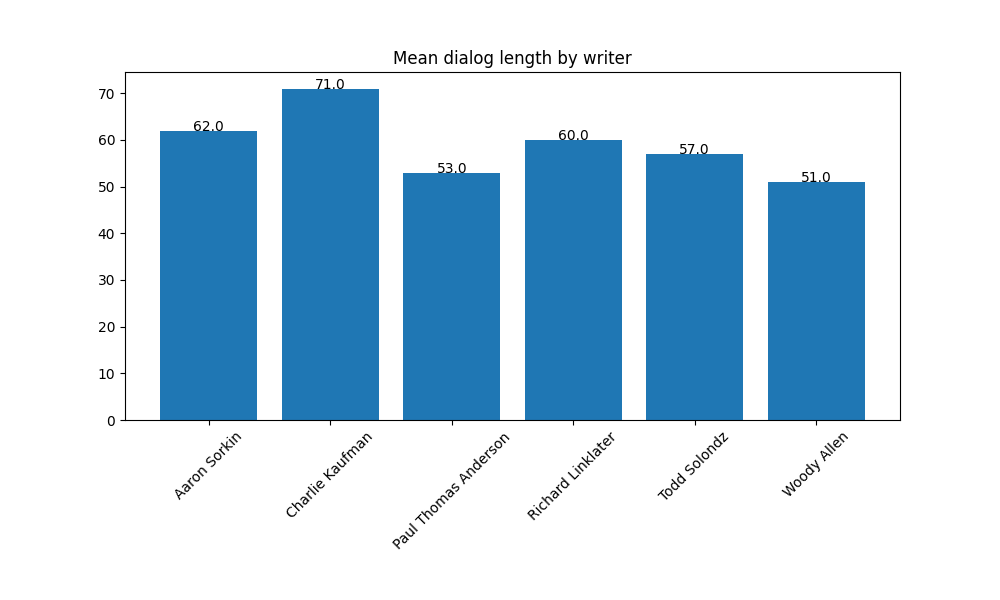 Mean dialog length by writer
70
60
50
40
30
20
10
0
62.0
71.0
53.0
60.0
57.0
51.0
Aaron Sorkin
Charlie Kaufman
Paul Thomas Anderson
Richard Linklater
Todd Solondz
Woody Allen